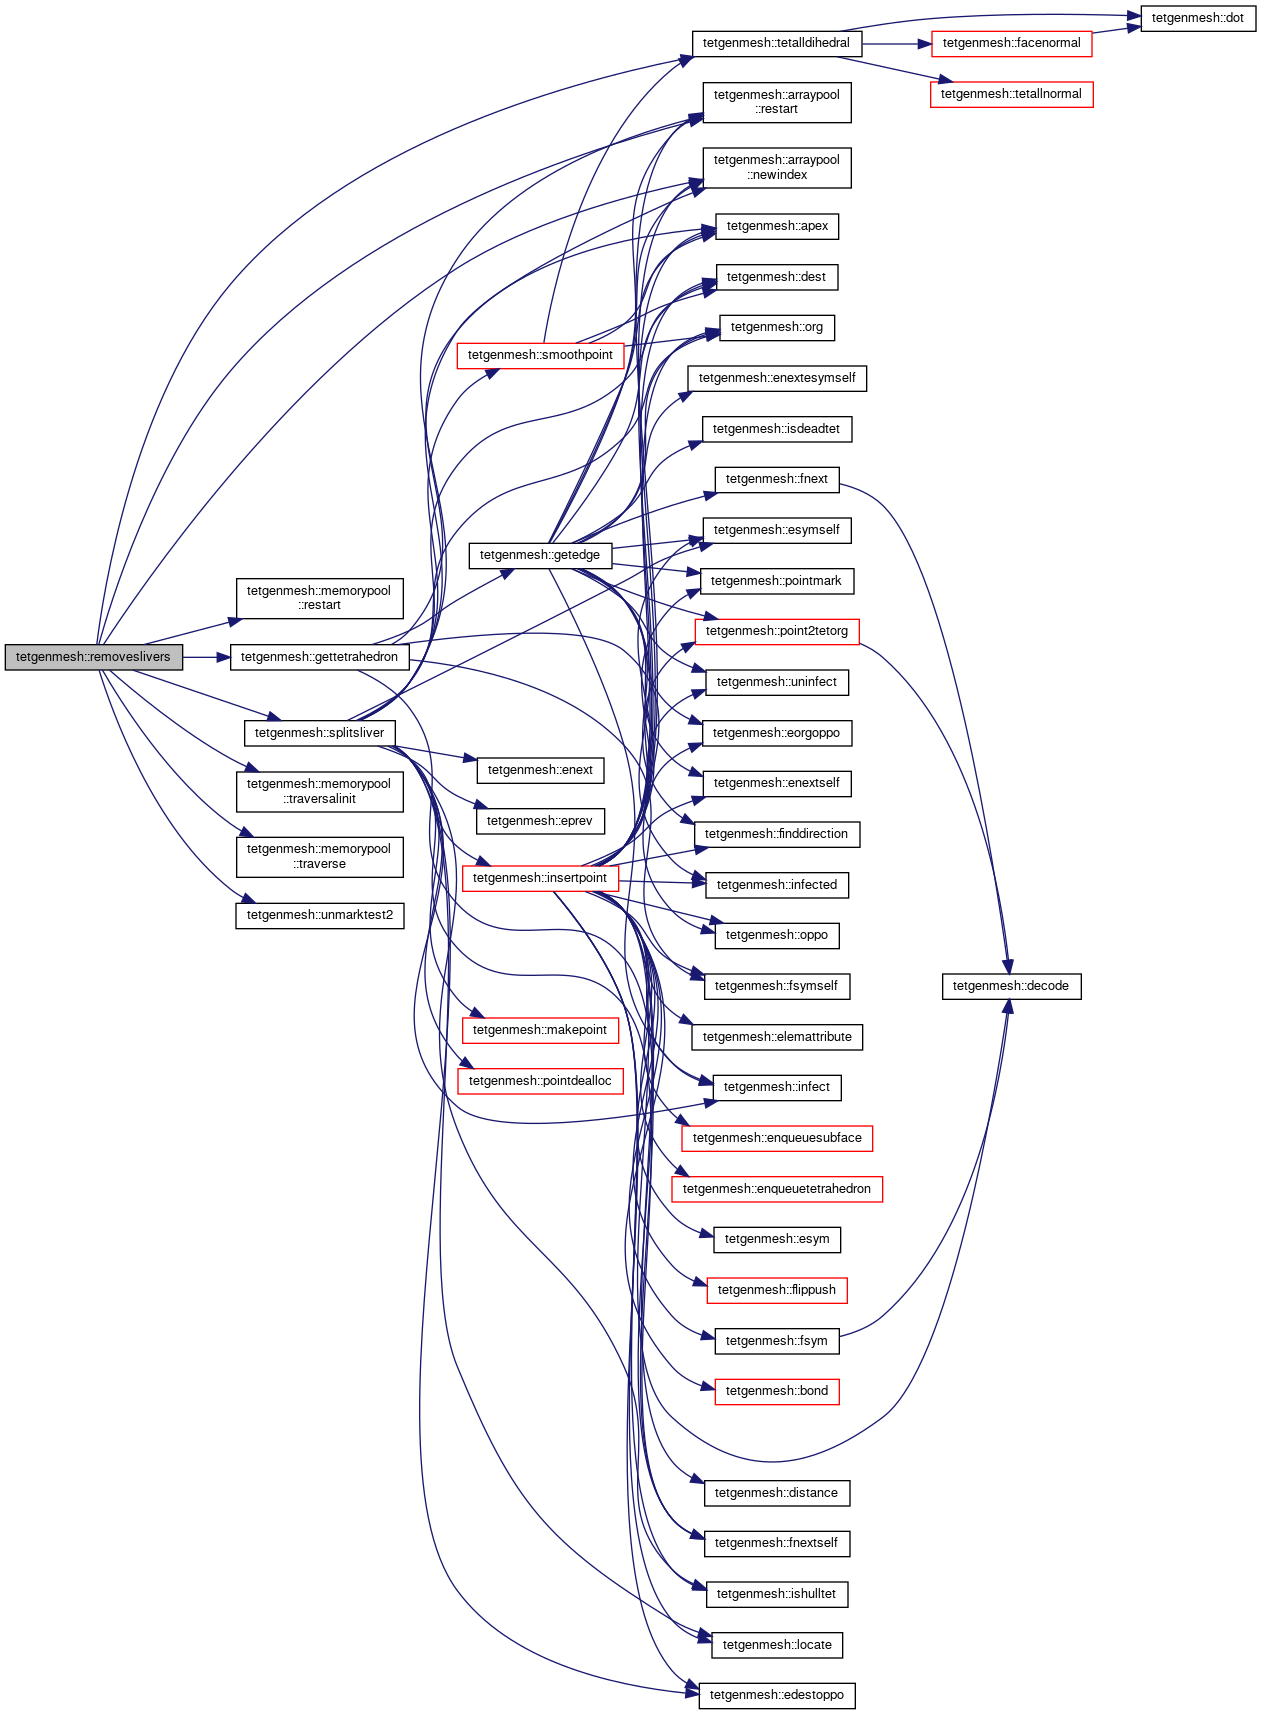 tetgenmesh::removeslivers
tetgenmesh::memorypool
::restart
tetgenmesh::gettetrahedron
tetgenmesh::splitsliver
tetgenmesh::memorypool
::traversalinit
tetgenmesh::memorypool
::traverse
tetgenmesh::unmarktest2
tetgenmesh::smoothpoint
tetgenmesh::getedge
tetgenmesh::enext
tetgenmesh::eprev
tetgenmesh::insertpoint
tetgenmesh::makepoint
tetgenmesh::pointdealloc
tetgenmesh::tetalldihedral
tetgenmesh::arraypool
::restart
tetgenmesh::arraypool
::newindex
tetgenmesh::apex
tetgenmesh::dest
tetgenmesh::org
tetgenmesh::enextesymself
tetgenmesh::isdeadtet
tetgenmesh::fnext
tetgenmesh::esymself
tetgenmesh::pointmark
tetgenmesh::point2tetorg
tetgenmesh::uninfect
tetgenmesh::eorgoppo
tetgenmesh::enextself
tetgenmesh::finddirection
tetgenmesh::infected
tetgenmesh::oppo
tetgenmesh::fsymself
tetgenmesh::elemattribute
tetgenmesh::infect
tetgenmesh::enqueuesubface
tetgenmesh::enqueuetetrahedron
tetgenmesh::esym
tetgenmesh::flippush
tetgenmesh::fsym
tetgenmesh::bond
tetgenmesh::distance
tetgenmesh::fnextself
tetgenmesh::ishulltet
tetgenmesh::locate
tetgenmesh::edestoppo
tetgenmesh::facenormal
tetgenmesh::tetallnormal
tetgenmesh::decode
tetgenmesh::dot